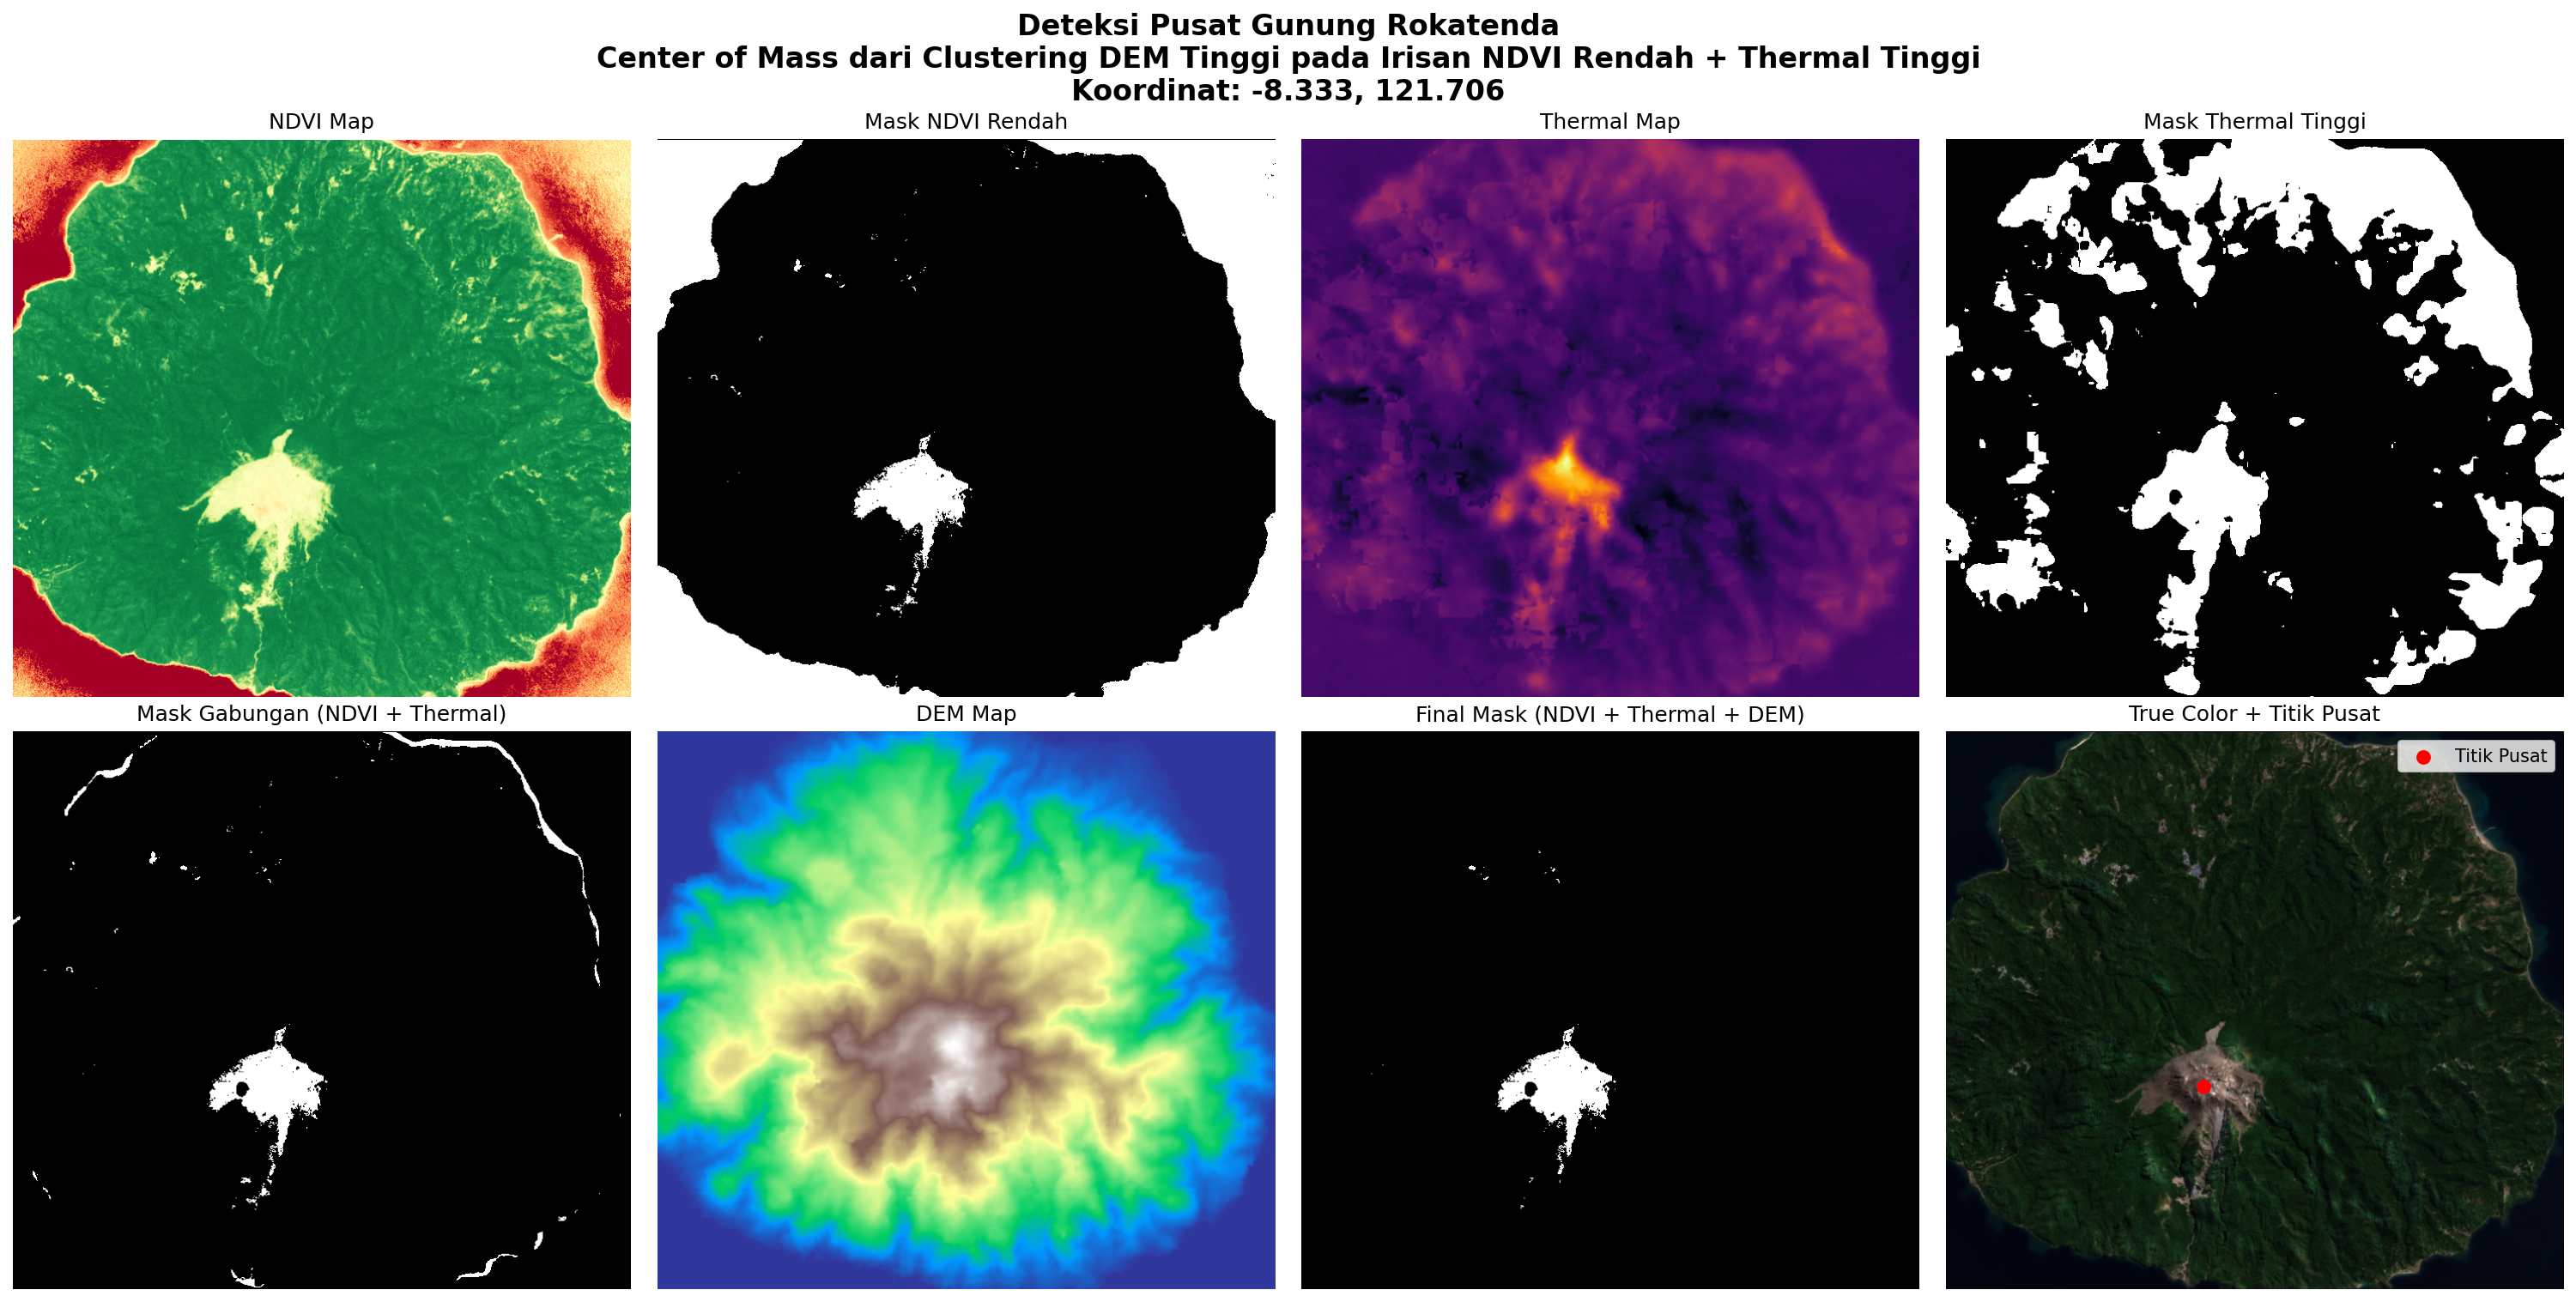 Deteksi Pusat Gunung Rokatenda
Center of Mass dari Clustering DEM Tinggi pada Irisan NDVI Rendah + Thermal Tinggi
Koordinat: -8.333, 121.706
NDVI Map
Mask NDVI Rendah
Thermal Map
Mask Thermal Tinggi
Mask Gabungan (NDVI + Thermal)
DEM Map
Final Mask (NDVI + Thermal + DEM)
True Color + Titik Pusat
Titik Pusat